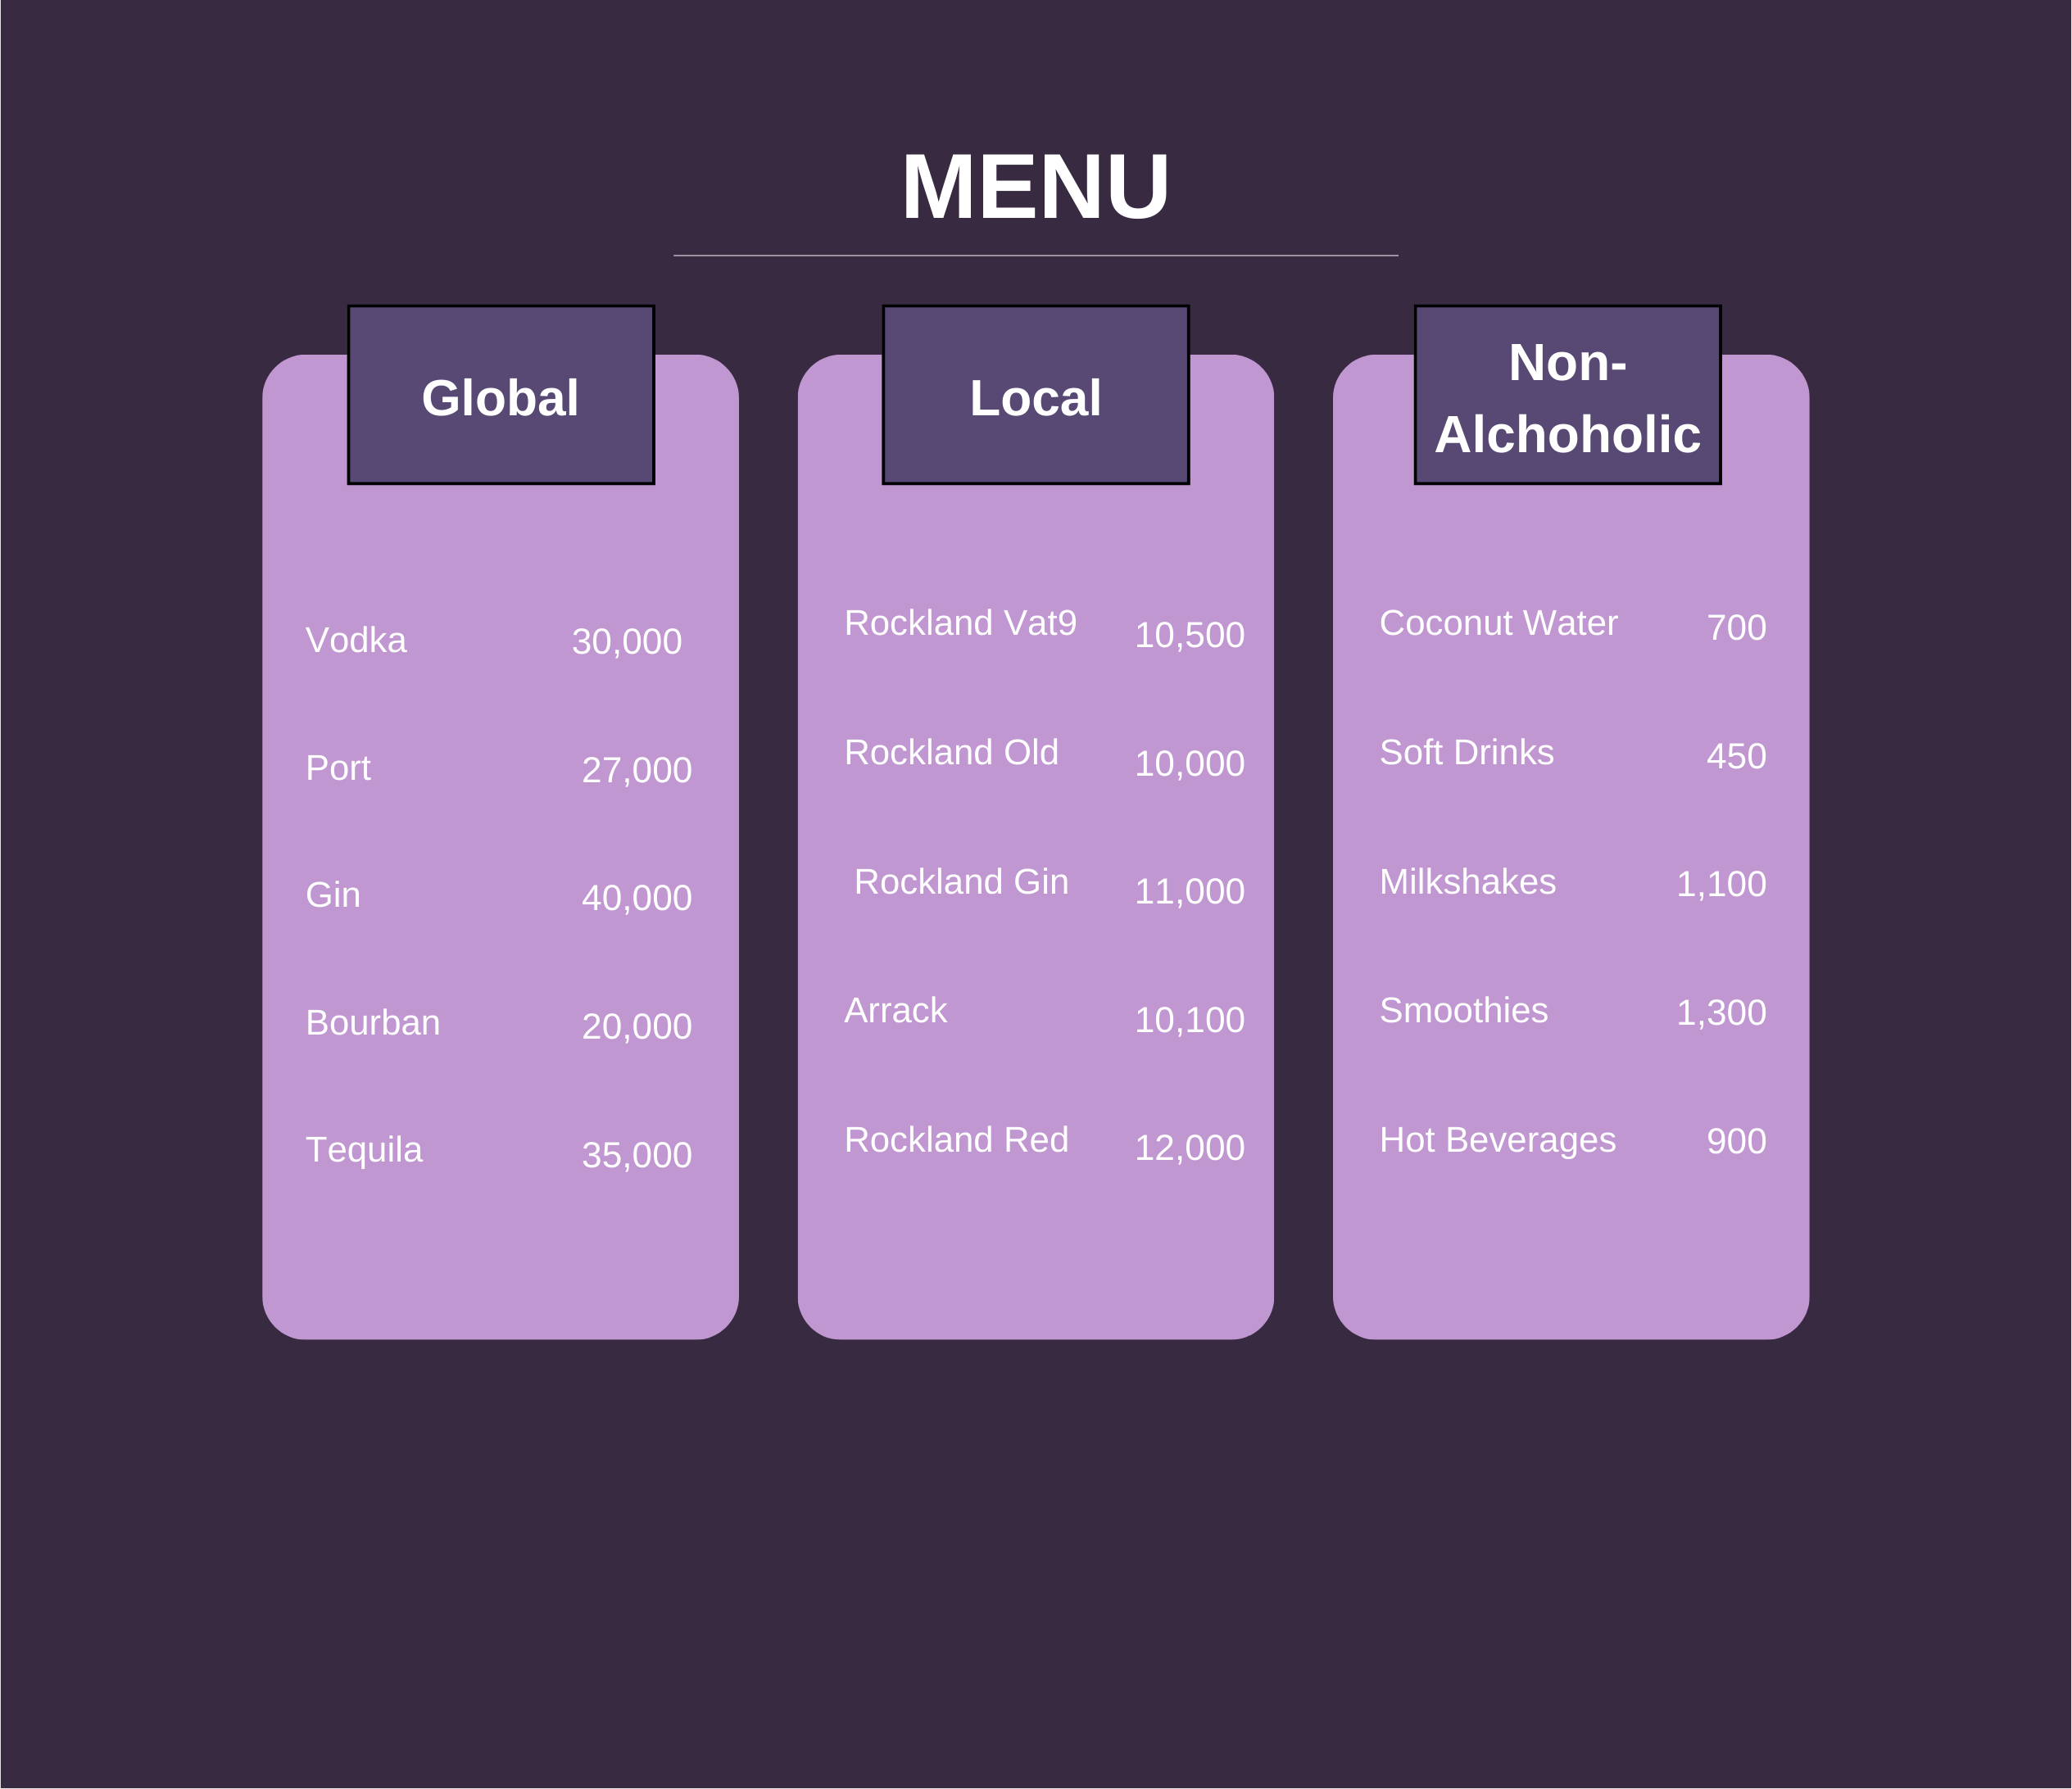 MENU
Global
Vodka 30,000
Port 27,000
Gin 40,000
Bourban 20,000
Tequila 35,000
Local
Rockland Vat9 10,500
Rockland Old 10,000
Rockland Gin 11,000
Arrack 10,100
Rockland Red 12,000
Non-
Alchoholic
Coconut Water 700
Soft Drinks 450
Milkshakes 1,100
Smoothies 1,300
Hot Beverages 900